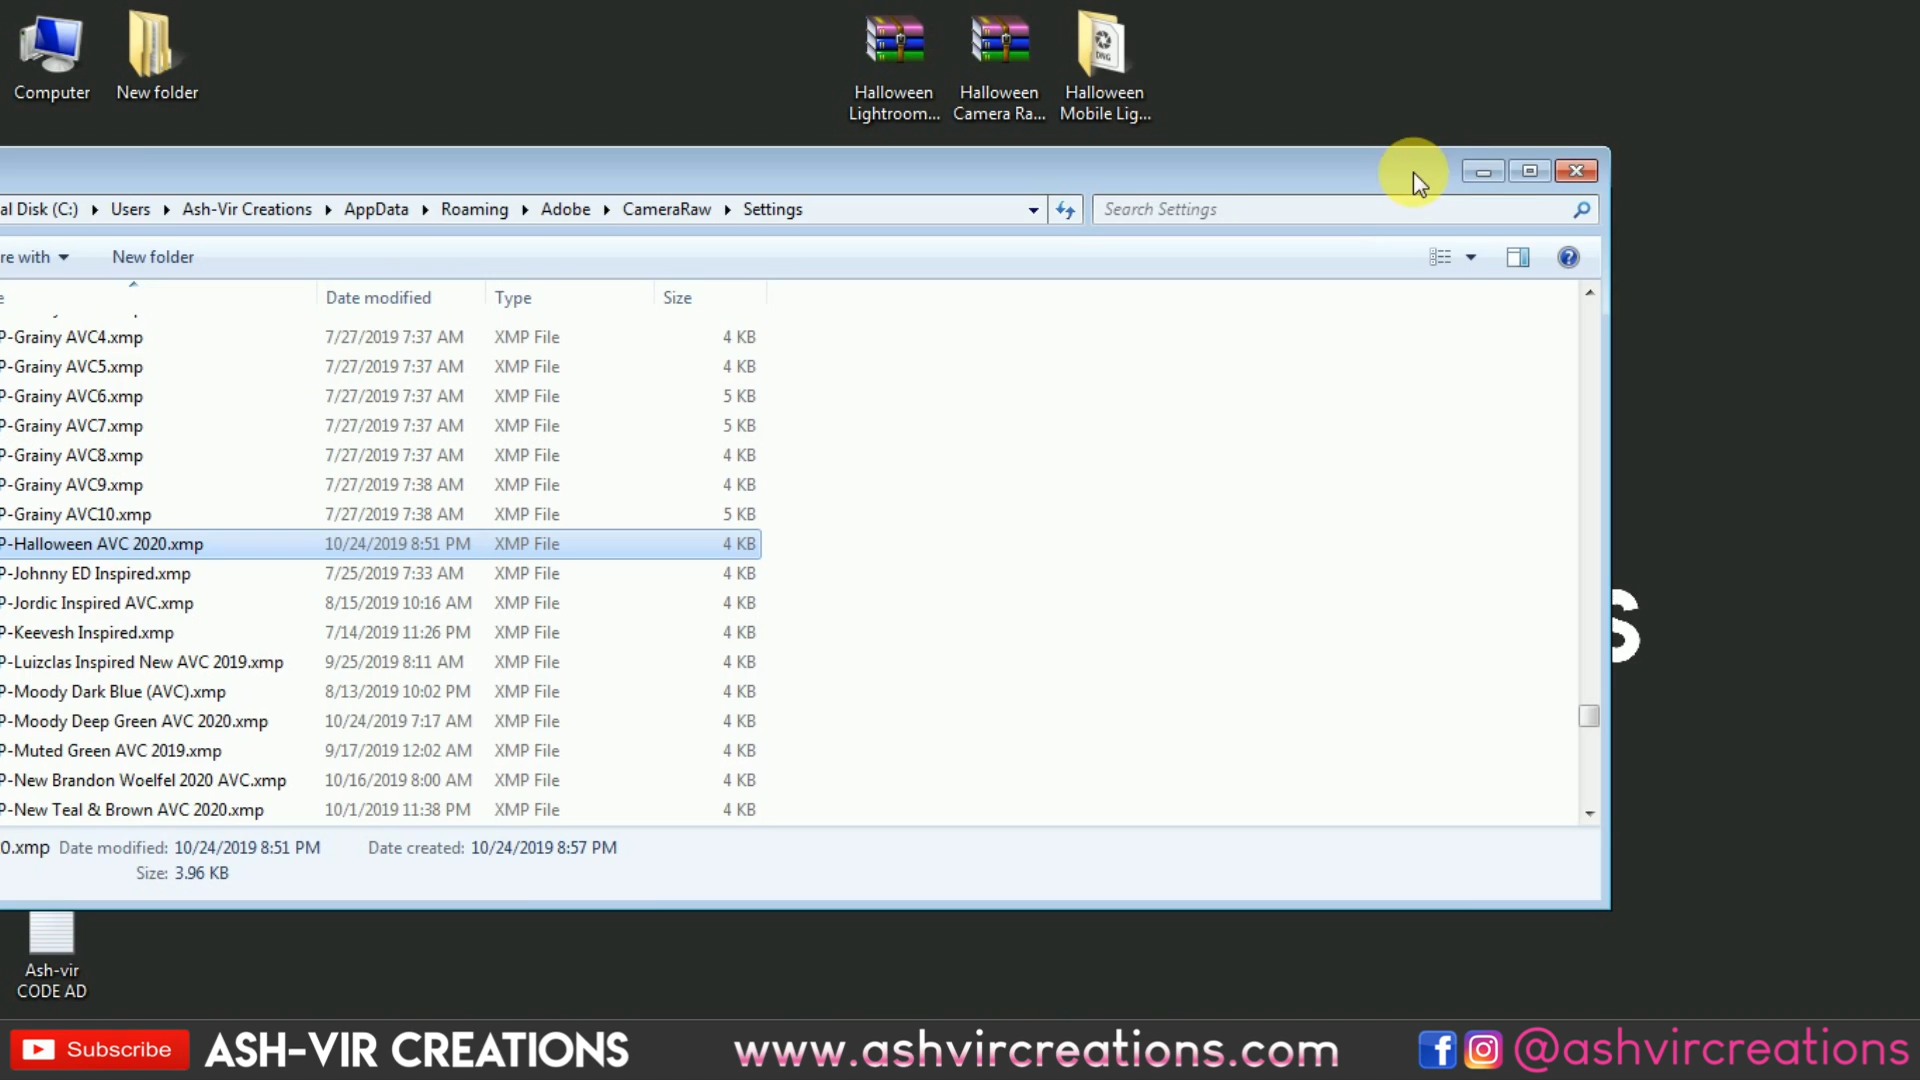 Computer
New folder
Halloween
Lightroom...
Halloween
Camera Ra...
Halloween
Mobile Lig...
al Disk (C:) Users Ash-Vir Creations AppData Roaming Adobe CameraRaw Settings Search Settings
re with New folder
e Date modified Type Size
P-Grainy AVC4.xmp 7/27/2019 7:37 AM XMP File 4 KB
P-Grainy AVC5.xmp 7/27/2019 7:37 AM XMP File 4 KB
P-Grainy AVC6.xmp 7/27/2019 7:37 AM XMP File 5 KB
P-Grainy AVC7.xmp 7/27/2019 7:37 AM XMP File 5 KB
P-Grainy AVC8.xmp 7/27/2019 7:37 AM XMP File 4 KB
P-Grainy AVC9.xmp 7/27/2019 7:38 AM XMP File 4 KB
P-Grainy AVC10.xmp 7/27/2019 7:38 AM XMP File 5 KB
P-Halloween AVC 2020.xmp 10/24/2019 8:51 PM XMP File 4 KB
P-Johnny ED Inspired.xmp 7/25/2019 7:33 AM XMP File 4 KB
P-Jordic Inspired AVC.xmp 8/15/2019 10:16 AM XMP File 4 KB
P-Keevesh Inspired.xmp 7/14/2019 11:26 PM XMP File 4 KB
P-Luizclas Inspired New AVC 2019.xmp 9/25/2019 8:11 AM XMP File 4 KB
P-Moody Dark Blue (AVC).xmp 8/13/2019 10:02 PM XMP File 4 KB
P-Moody Deep Green AVC 2020.xmp 10/24/2019 7:17 AM XMP File 4 KB
P-Muted Green AVC 2019.xmp 9/17/2019 12:02 AM XMP File 4 KB
P-New Brandon Woelfel 2020 AVC.xmp 10/16/2019 8:00 AM XMP File 4 KB
P-New Teal & Brown AVC 2020.xmp 10/1/2019 11:38 PM XMP File 4 KB
0.xmp Date modified: 10/24/2019 8:51 PM Date created: 10/24/2019 8:57 PM
Size: 3.96 KB
S
DNG
Ash-vir
CODE AD
Subscribe ASH-VIR CREATIONS www.ashvircreations.com @ashvircreations